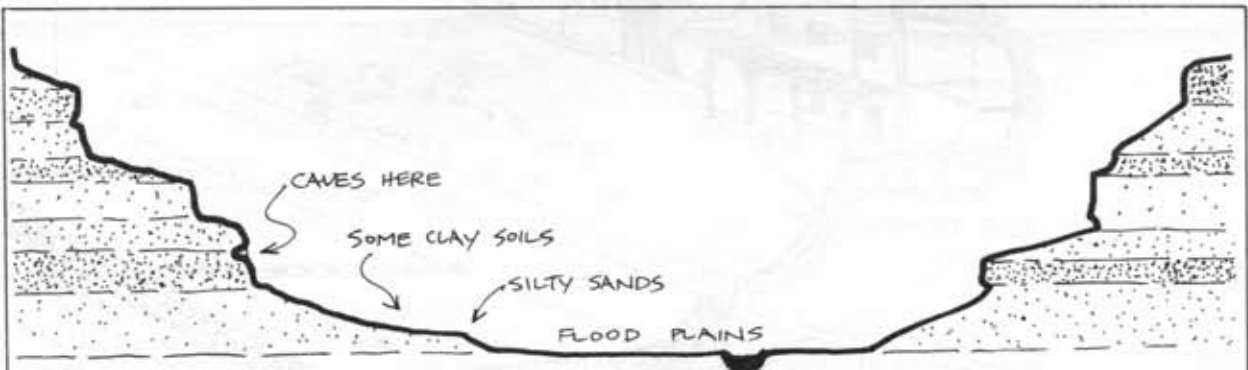 CAVES HERE
SOME CLAY SOILS
SILTY SANDS
FLOOD PLAINS